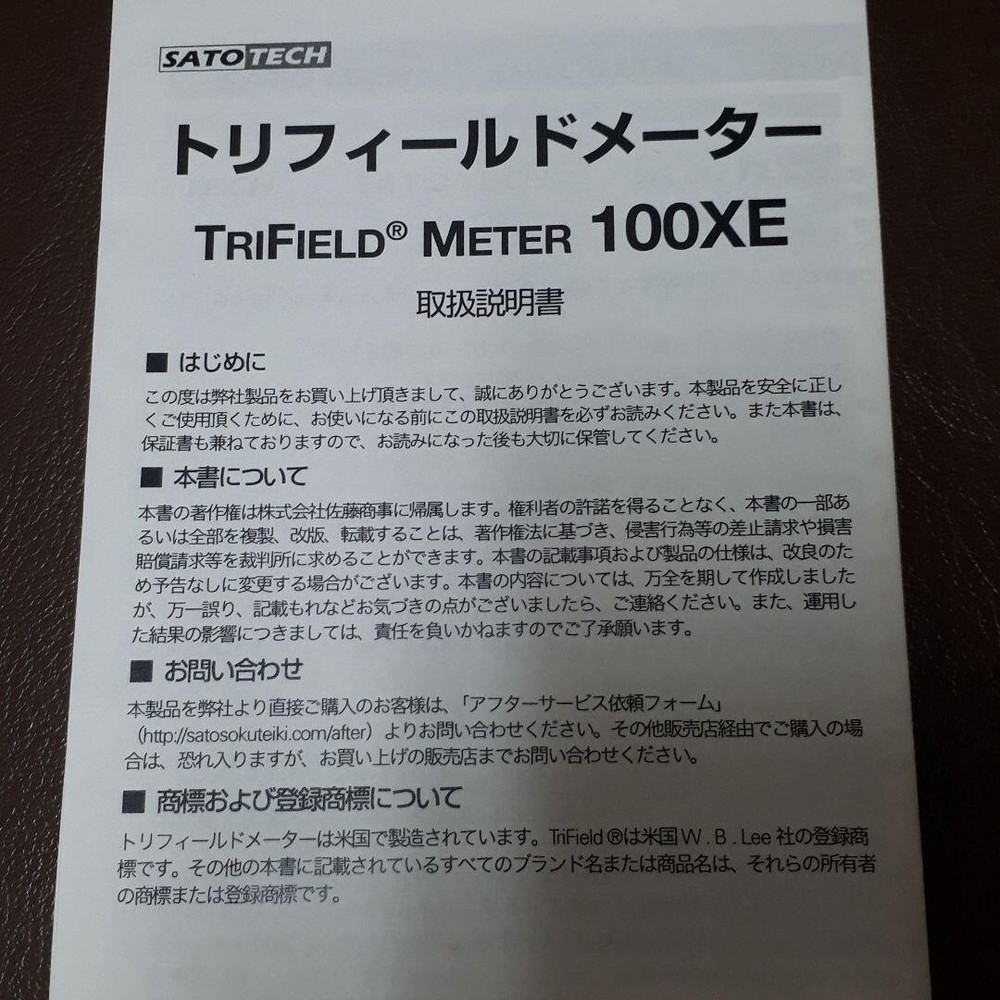 SATOTECH
トリフィールドメーター
TRIFIELD® METER 100XE
取扱説明書
■ はじめに
この度は弊社製品をお買い上げ頂きまして、誠にありがとうございます。本製品を安全に正し
くご使用頂くために、お使いになる前にこの取扱説明書を必ずお読みください。また本書は、
保証書も兼ねておりますので、お読みになった後も大切に保管してください。
■ 本書について
本書の著作権は株式会社佐藤商事に帰属します。権利者の許諾を得ることなく、本書の一部あ
るいは全部を複製、改版、転載することは、著作権法に基づき、侵害行為等の差止請求や損害
賠償請求等を裁判所に求めることができます。本書の記載事項および製品の仕様は、改良のた
め予告なしに変更する場合がございます。本書の内容については、万全を期して作成しました
が、万一誤り、記載もれなどお気づきの点がございましたら、ご連絡ください。また、運用し
た結果の影響につきましては、責任を負いかねますのでご了承願います。
■ お問い合わせ
本製品を弊社より直接ご購入のお客様は、「アフターサービス依頼フォーム」
（http://satosokuteiki.com/after）よりお問い合わせください。その他販売店経由でご購入の場
合は、恐れ入りますが、お買い上げの販売店までお問い合わせください。
■ 商標および登録商標について
トリフィールドメーターは米国で製造されています。TriField ®は米国 W . B . Lee 社の登録商
標です。その他の本書に記載されているすべてのブランド名または商品名は、それらの所有者
の商標または登録商標です。